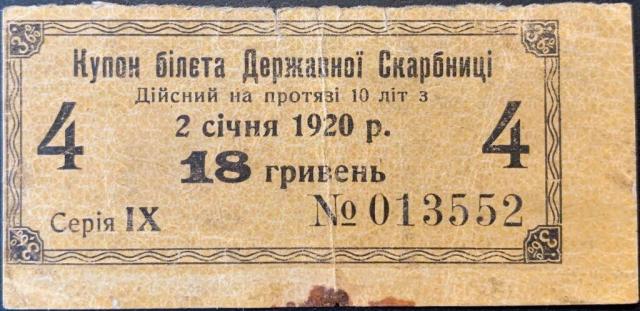 Купон білєта Державної Скарбниці
Дійсний на протязі 10 літ з
2 січня 1920 р.
4
4
18 гривень
Серія IX
№ 013552